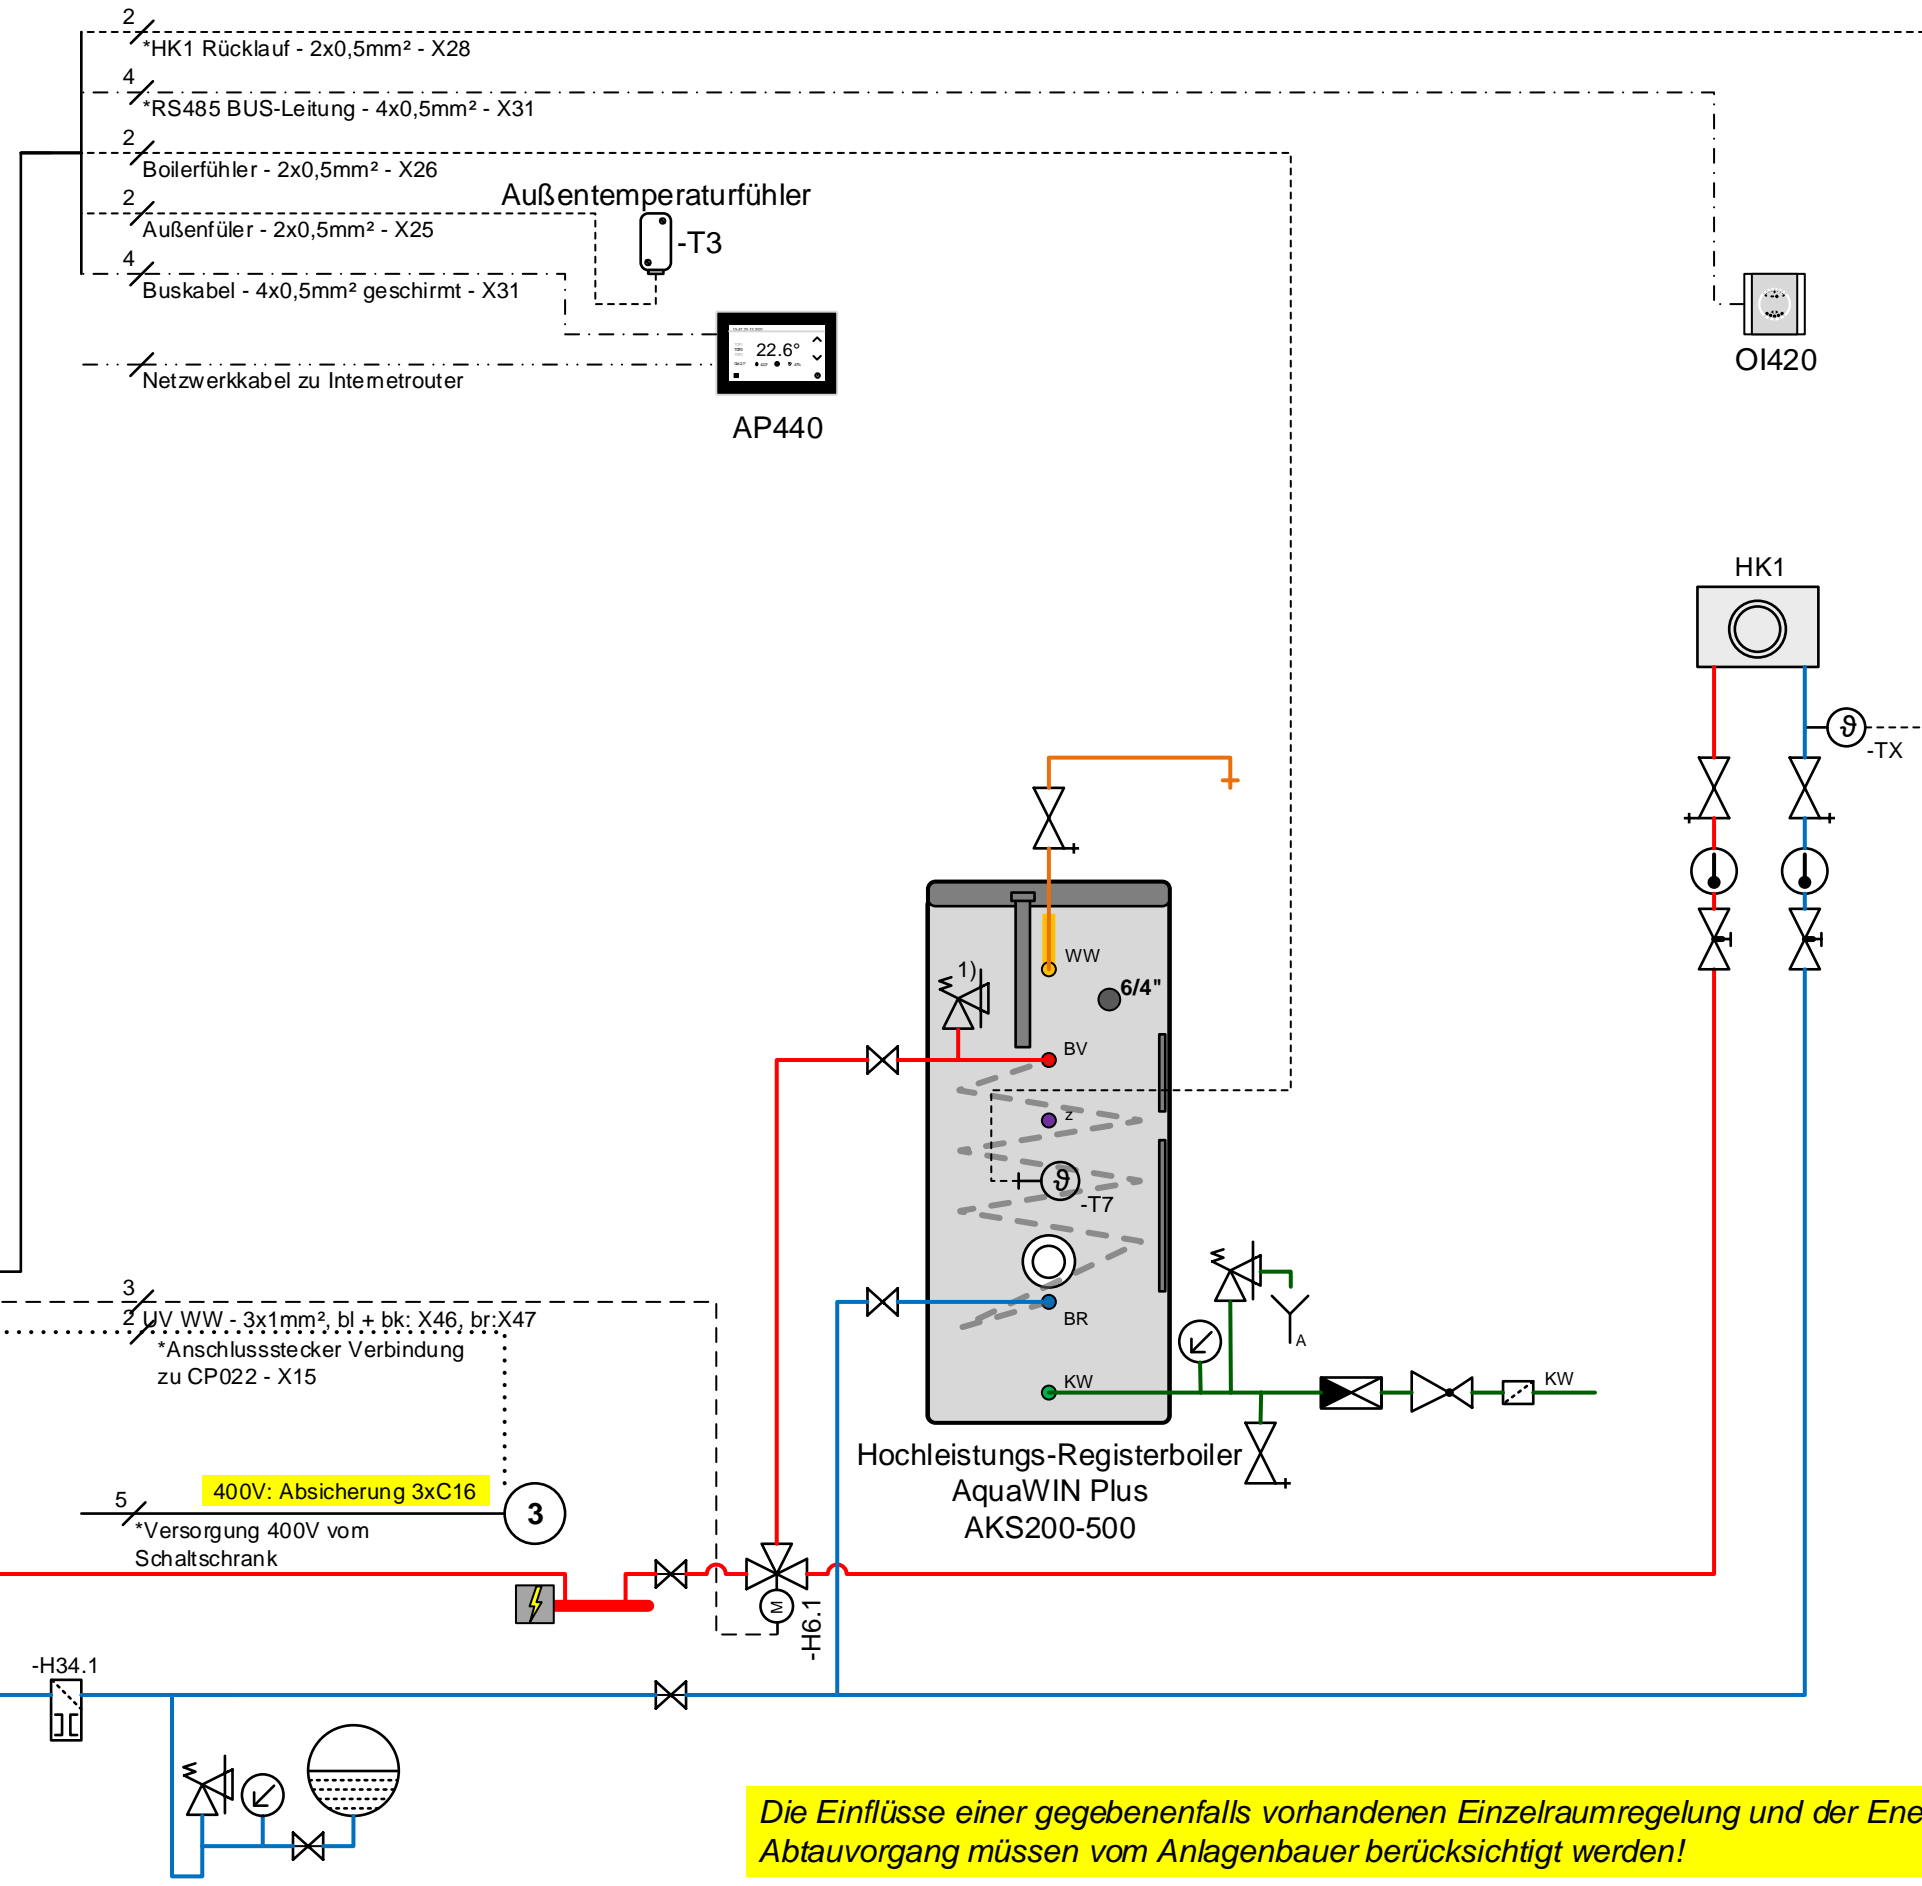 2
*HK1 Rücklauf - 2x0,5mm² - X28
4
*RS485 BUS-Leitung - 4x0,5mm² - X31
2
Boilerfühler - 2x0,5mm² - X26
2
Außenfüler - 2x0,5mm² - X25
4
Buskabel - 4x0,5mm² geschirmt - X31
Netzwerkkabel zu Internetrouter
Außentemperaturfühler
-T3
22.6°
AP440
OI420
HK1
ϑ
-TX
WW
1)
6/4"
BV
z
ϑ
-T7
BR
KW
A
KW
Hochleistungs-Registerboiler
AquaWIN Plus
AKS200-500
3
UV WW - 3x1mm², bl + bk: X46, br:X47
2
*Anschlussstecker Verbindung
zu CP022 - X15
400V: Absicherung 3xC16
5
3
*Versorgung 400V vom
Schaltschrank
M
-H6.1
-H34.1
Die Einflüsse einer gegebenenfalls vorhandenen Einzelraumregelung und der Ene
Abtauvorgang müssen vom Anlagenbauer berücksichtigt werden!